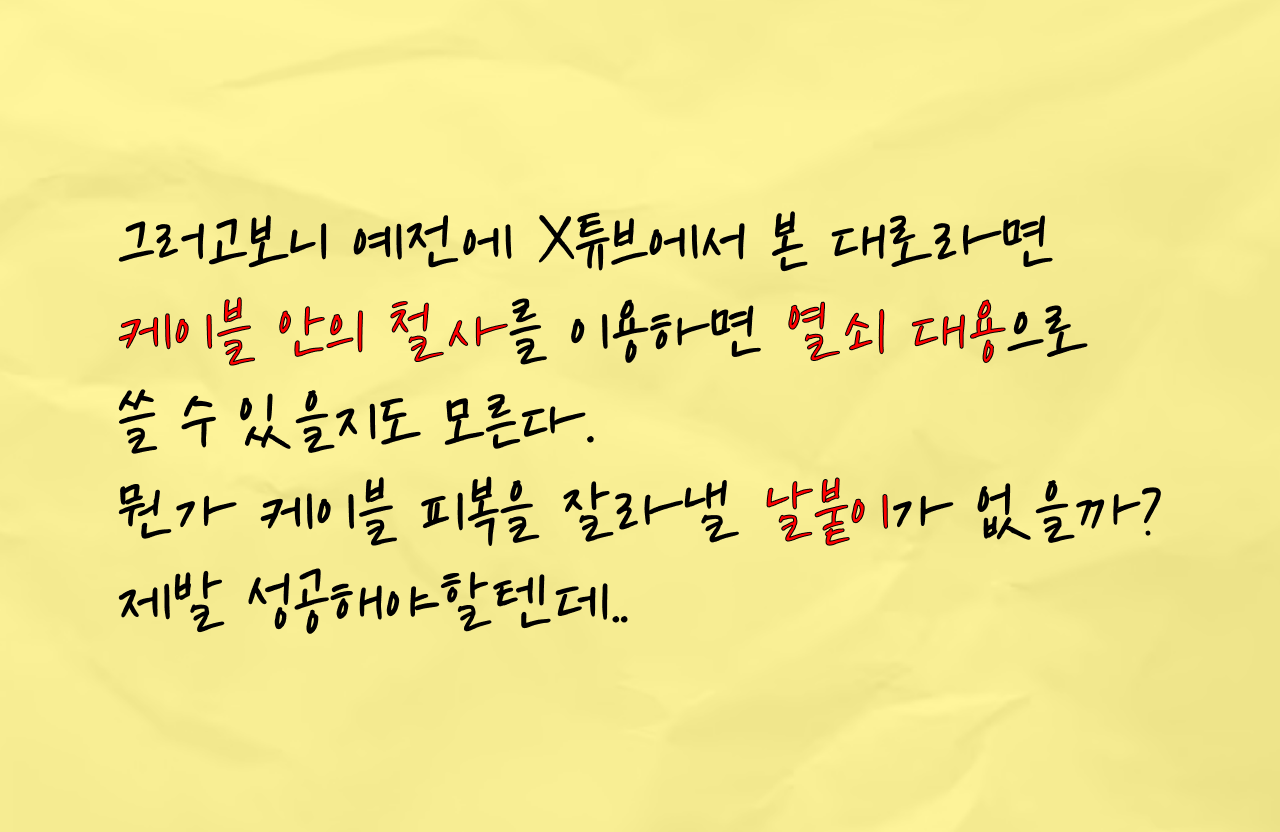 그러고보니 예전에 X튜브에서 본 대로라면
케이블 안의 철사를 이용하면 열쇠 대용으로
쓸 수 있을지도 모른다.
뭔가 케이블 피복을 잘라낼 날붙이가 없을까?
제발 성공해야할텐데..